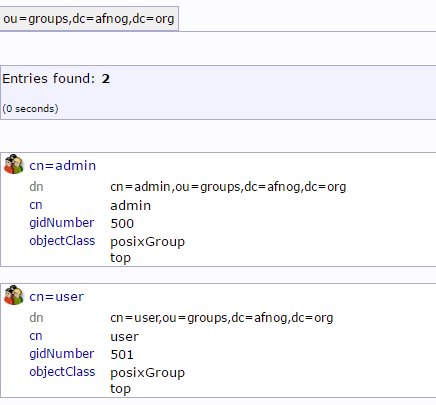 ou=groups,dc=afnog,dc=org
Entries found: 2
(0 seconds)
cn=admin
dn cn=admin,ou=groups,dc=afnog,dc=org
cn admin
gidNumber 500
objectClass posixGroup
top
cn=user
dn cn=user,ou=groups,dc=afnog,dc=org
cn user
gidNumber 501
objectClass posixGroup
top